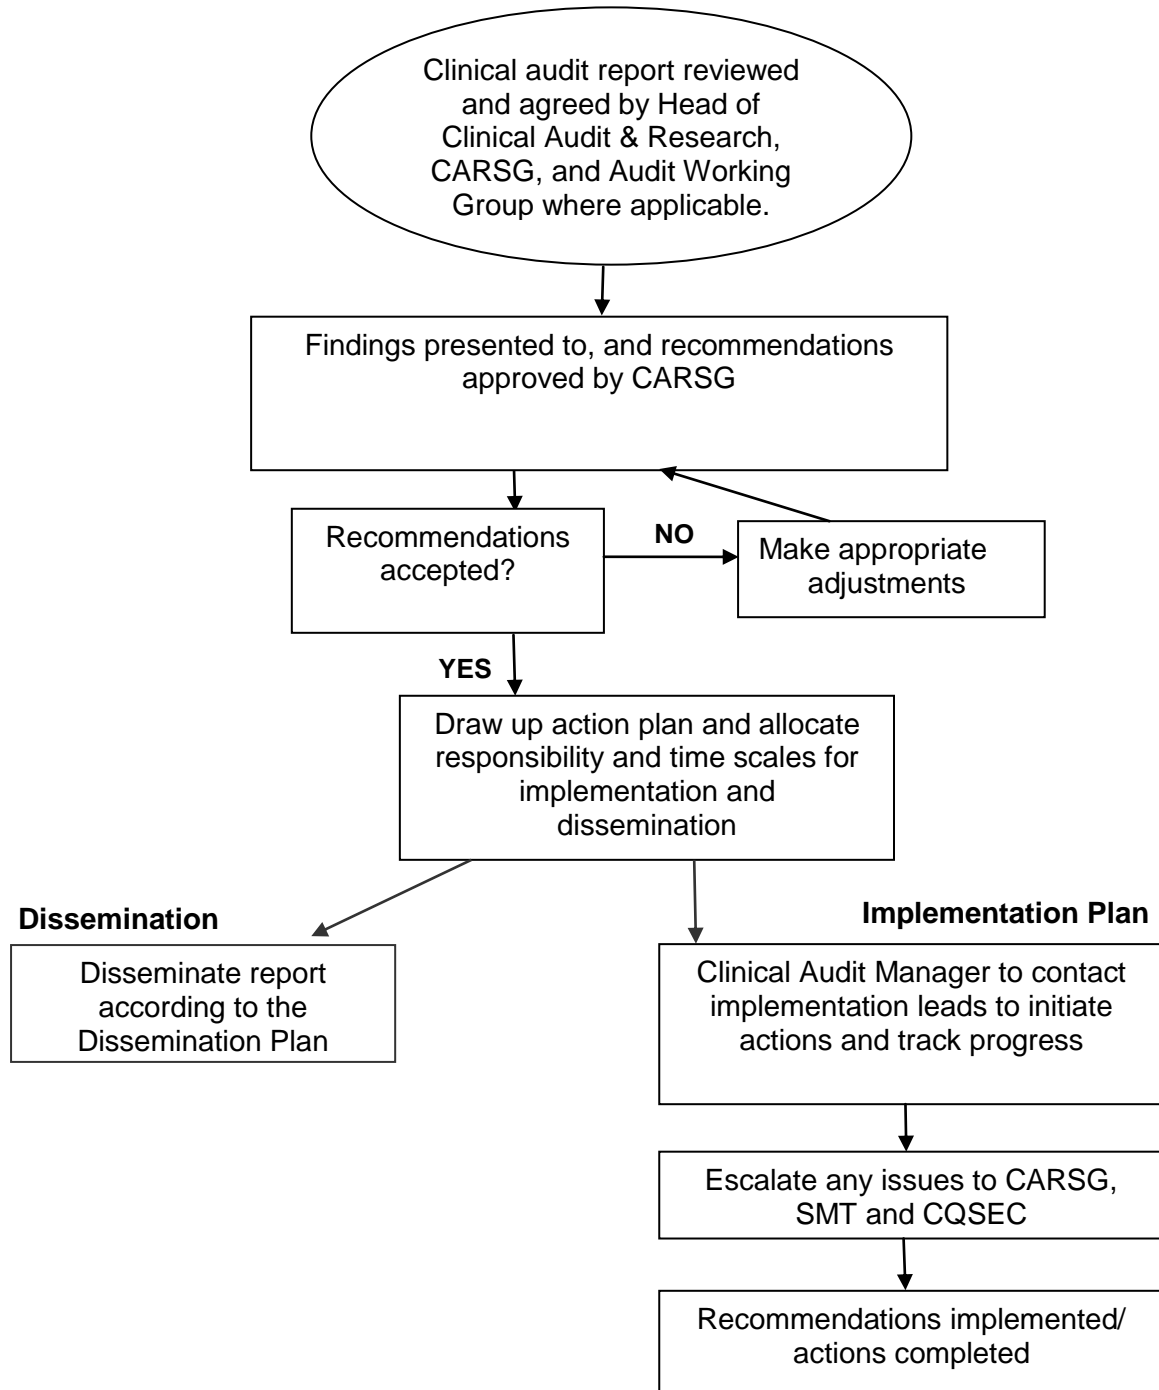 Clinical audit report reviewed
and agreed by Head of
Clinical Audit & Research,
CARSG, and Audit Working
Group where applicable.
Findings presented to, and recommendations
approved by CARSG
Recommendations
accepted?
NO
Make appropriate
adjustments
YES
Draw up action plan and allocate
responsibility and time scales for
implementation and
dissemination
Dissemination
Disseminate report
according to the
Dissemination Plan
Implementation Plan
Clinical Audit Manager to contact
implementation leads to initiate
actions and track progress
Escalate any issues to CARSG,
SMT and CQSEC
Recommendations implemented/
actions completed